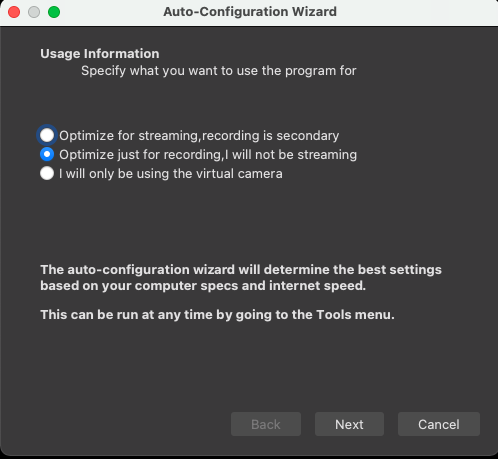 Auto-Configuration Wizard
Usage Information
Specify what you want to use the program for
Optimize for streaming,recording is secondary
Optimize just for recording,I will not be streaming
I will only be using the virtual camera
The auto-configuration wizard will determine the best settings
based on your computer specs and internet speed.
This can be run at any time by going to the Tools menu.
Back
Next
Cancel